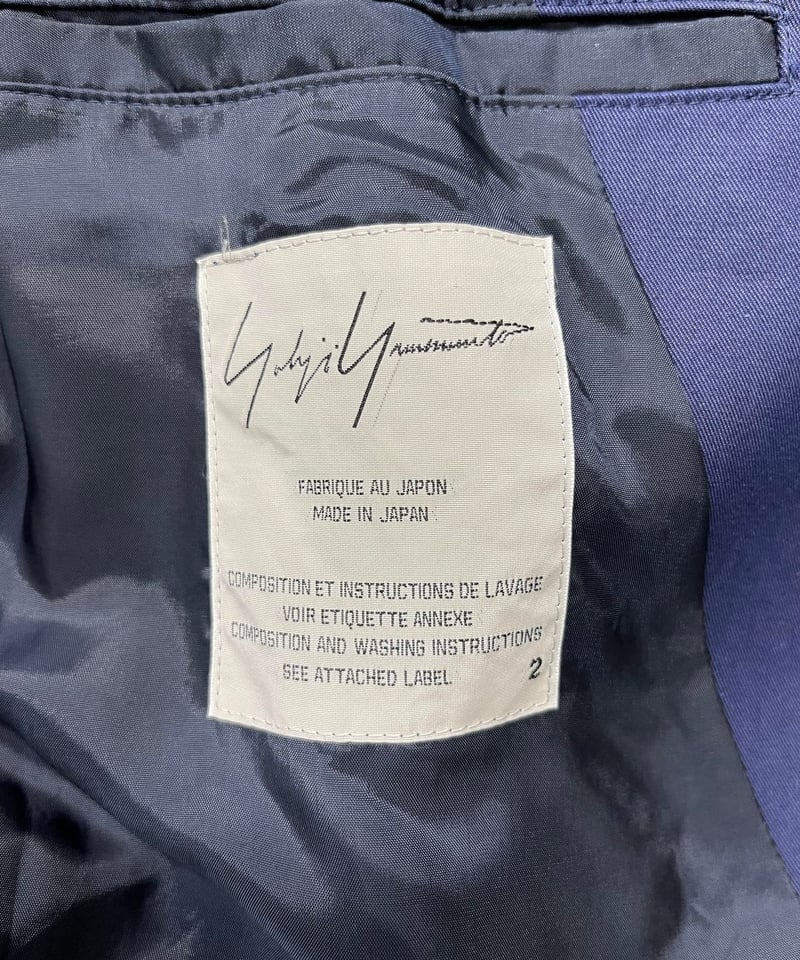 Yohji Yamamoto
FABRIQUE AU JAPON
MADE IN JAPAN
COMPOSITION ET INSTRUCTIONS DE LAVAGE
VOIR ETIQUETTE ANNEXE
COMPOSITION AND WASHING INSTRUCTIONS
SEE ATTACHED LABEL
2